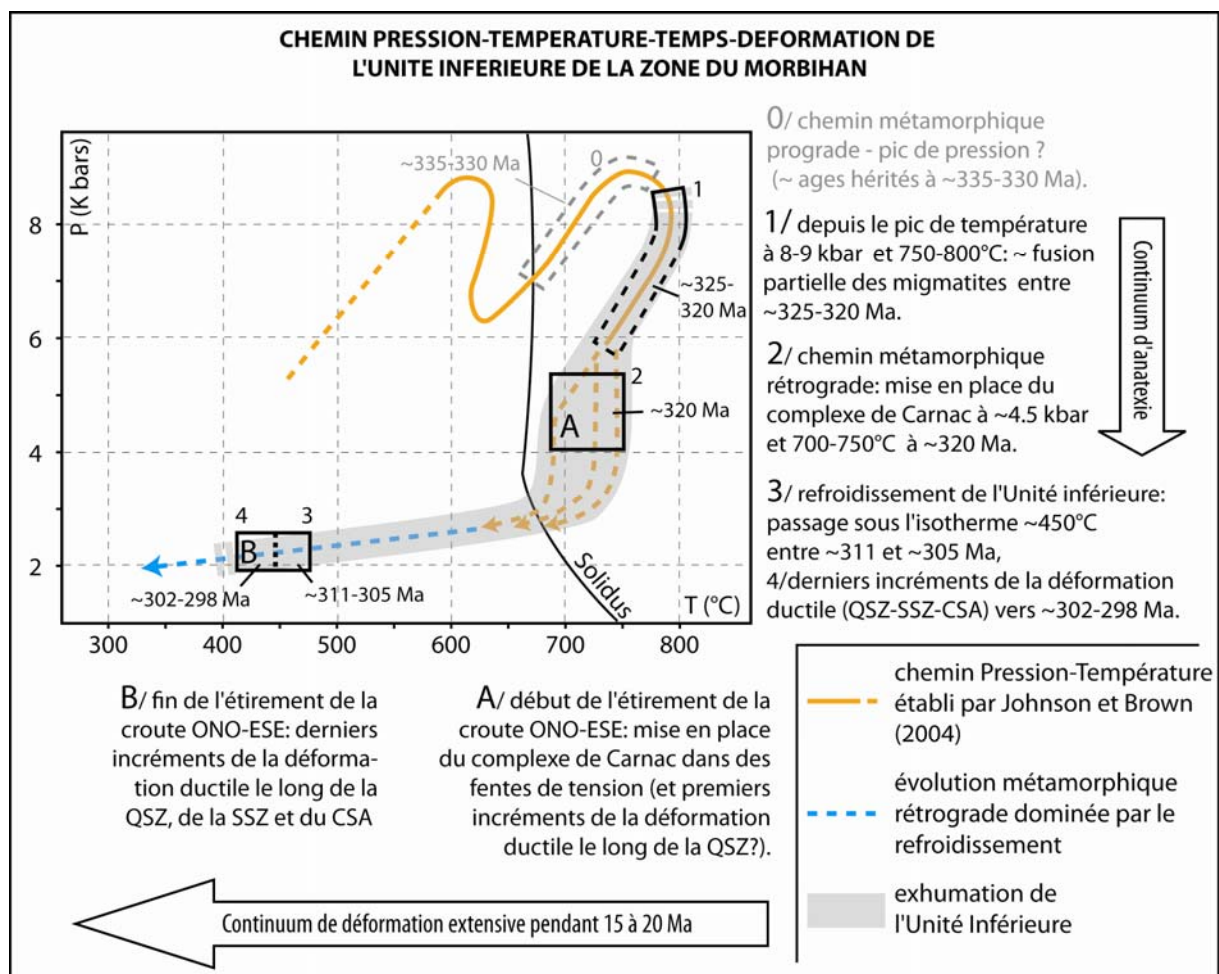 CHEMIN PRESSION-TEMPERATURE-TEMPS-DEFORMATION DE
L'UNITE INFERIEURE DE LA ZONE DU MORBIHAN
P (K bars)
8
6
4
2
300
400
500
600
700
800
T (°C)
Solidus
~335-330 Ma
0
1
~325-
320 Ma
2
A
~320 Ma
4
3
B
~302-298 Ma
~311-305 Ma
0/ chemin métamorphique
prograde - pic de pression ?
(~ ages hérités à ~335-330 Ma).
1/ depuis le pic de température
à 8-9 kbar et 750-800°C: ~ fusion
partielle des migmatites entre
~325-320 Ma.
2/ chemin métamorphique
rétrograde: mise en place du
complexe de Carnac à ~4.5 kbar
et 700-750°C à ~320 Ma.
3/ refroidissement de l'Unité inférieure:
passage sous l'isotherme ~450°C
entre ~311 et ~305 Ma,
4/derniers incréments de la déformation
ductile (QSZ-SSZ-CSA) vers ~302-298 Ma.
Continuum d'anatexie
B/ fin de l'étirement de la
croute ONO-ESE: derniers
incréments de la déforma-
tion ductile le long de la
QSZ, de la SSZ et du CSA
A/ début de l'étirement de la
croute ONO-ESE: mise en place
du complexe de Carnac dans des
fentes de tension (et premiers
incréments de la déformation
ductile le long de la QSZ?).
Continuum de déformation extensive pendant 15 à 20 Ma
chemin Pression-Température
établi par Johnson et Brown
(2004)
évolution métamorphique
rétrograde dominée par le
refroidissement
exhumation de
l'Unité Inférieure